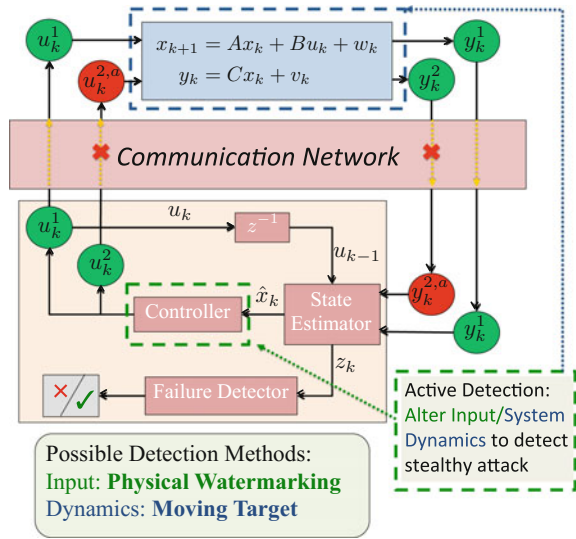 u_k^1
x_{k+1} = Ax_k + Bu_k + w_k
y_k = Cx_k + v_k
y_k^1
u_k^{2,a}
y_k^2
Communication Network
u_k^1
u_k
z^{-1}
u_k^2
u_{k-1}
y_k^{2,a}
Controller
x̂_k
State
Estimator
y_k^1
z_k
Failure Detector
Active Detection:
Alter Input/System
Dynamics to detect
stealthy attack
Possible Detection Methods:
Input: Physical Watermarking
Dynamics: Moving Target